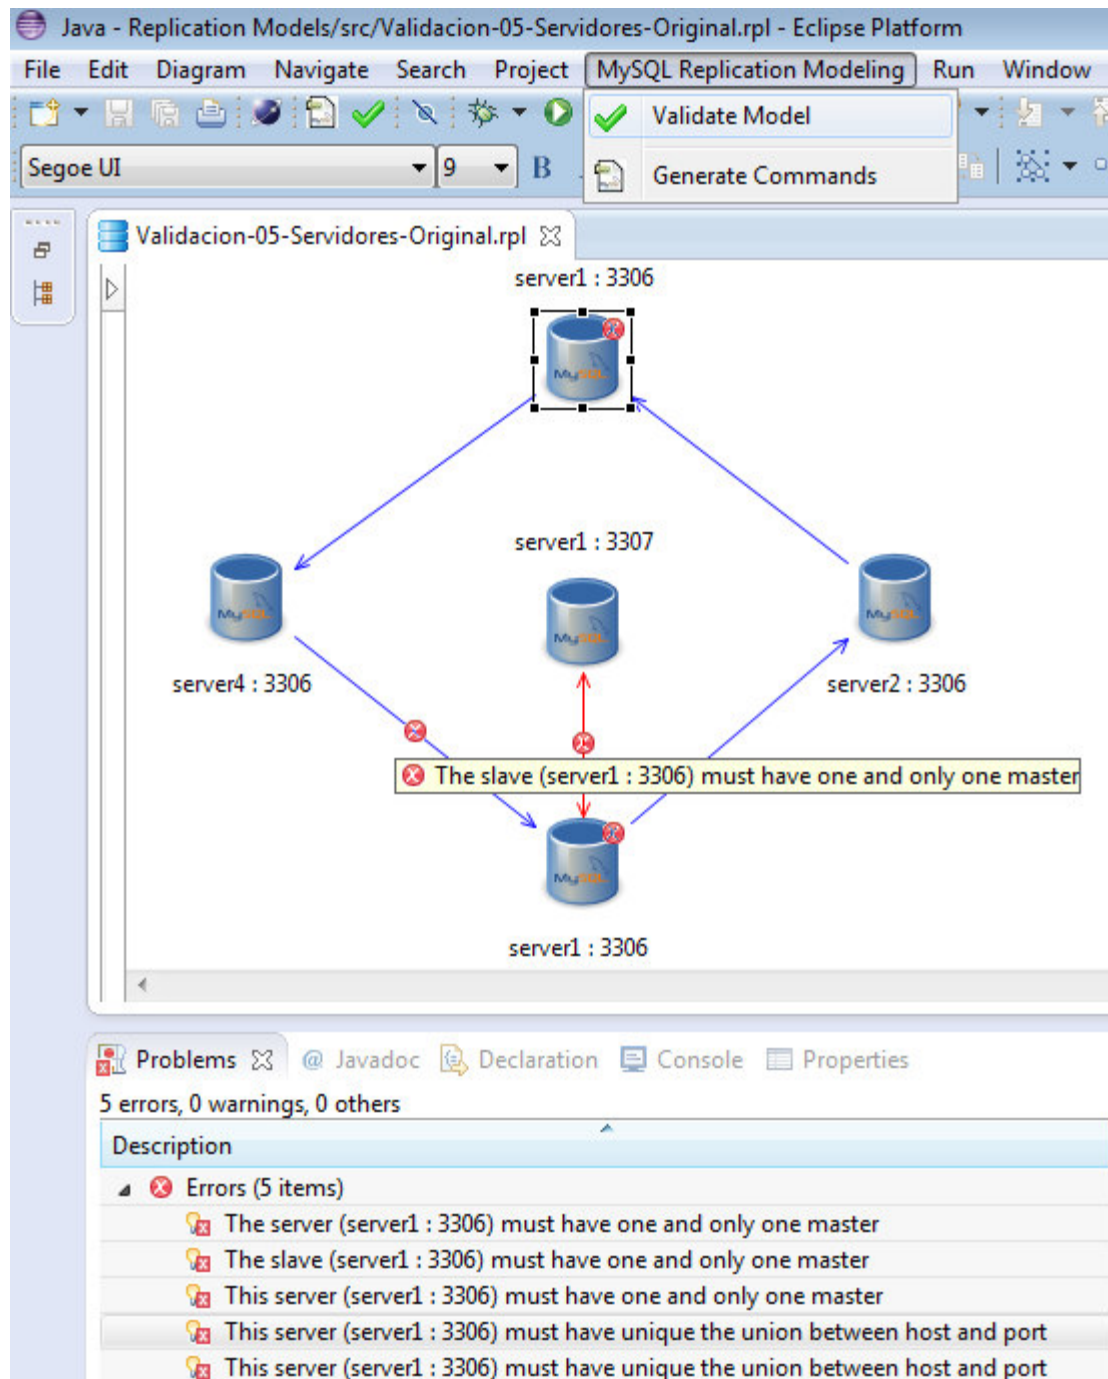 Java - Replication Models/src/Validacion-05-Servidores-Original.rpl - Eclipse Platform
File Edit Diagram Navigate Search Project MySQL Replication Modeling Run Window
Validate Model
Segoe UI 9 B
Generate Commands
Validacion-05-Servidores-Original.rpl
server1 : 3306
MySQL
server1 : 3307
MySQL
MySQL
MySQL
server4 : 3306
server2 : 3306
The slave (server1 : 3306) must have one and only one master
MySQL
server1 : 3306
Problems @ Javadoc Declaration Console Properties
5 errors, 0 warnings, 0 others
Description
Errors (5 items)
The server (server1 : 3306) must have one and only one master
The slave (server1 : 3306) must have one and only one master
This server (server1 : 3306) must have one and only one master
This server (server1 : 3306) must have unique the union between host and port
This server (server1 : 3306) must have unique the union between host and port